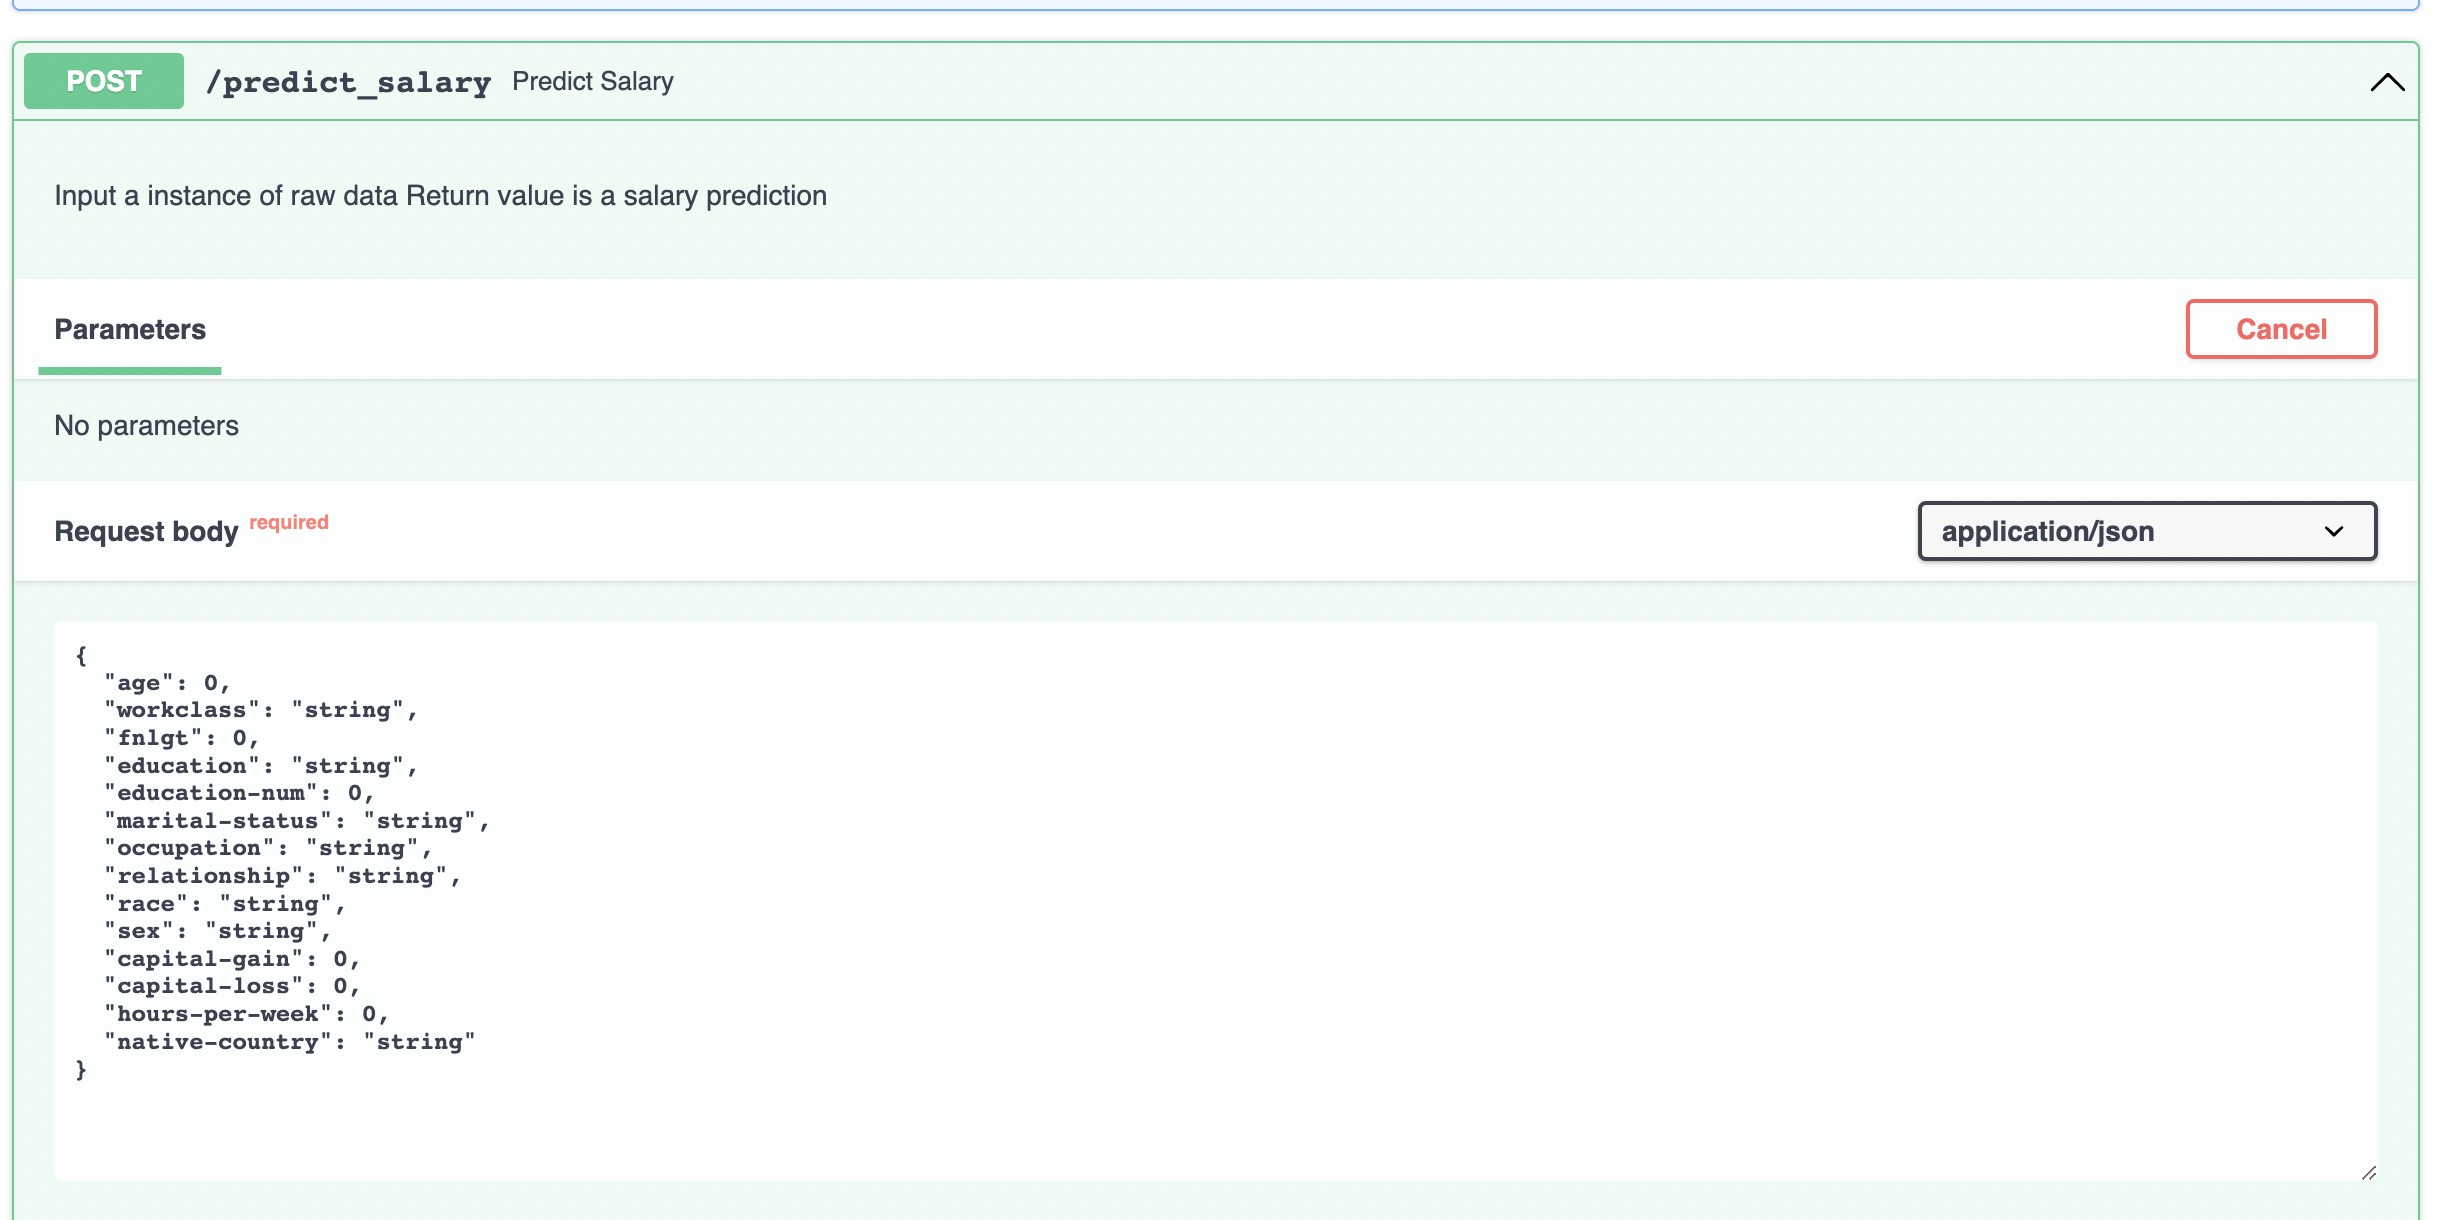 POST /predict_salary Predict Salary
Input a instance of raw data Return value is a salary prediction
Parameters
Cancel
No parameters
Request body required
application/json
{
  "age": 0,
  "workclass": "string",
  "fnlgt": 0,
  "education": "string",
  "education-num": 0,
  "marital-status": "string",
  "occupation": "string",
  "relationship": "string",
  "race": "string",
  "sex": "string",
  "capital-gain": 0,
  "capital-loss": 0,
  "hours-per-week": 0,
  "native-country": "string"
}